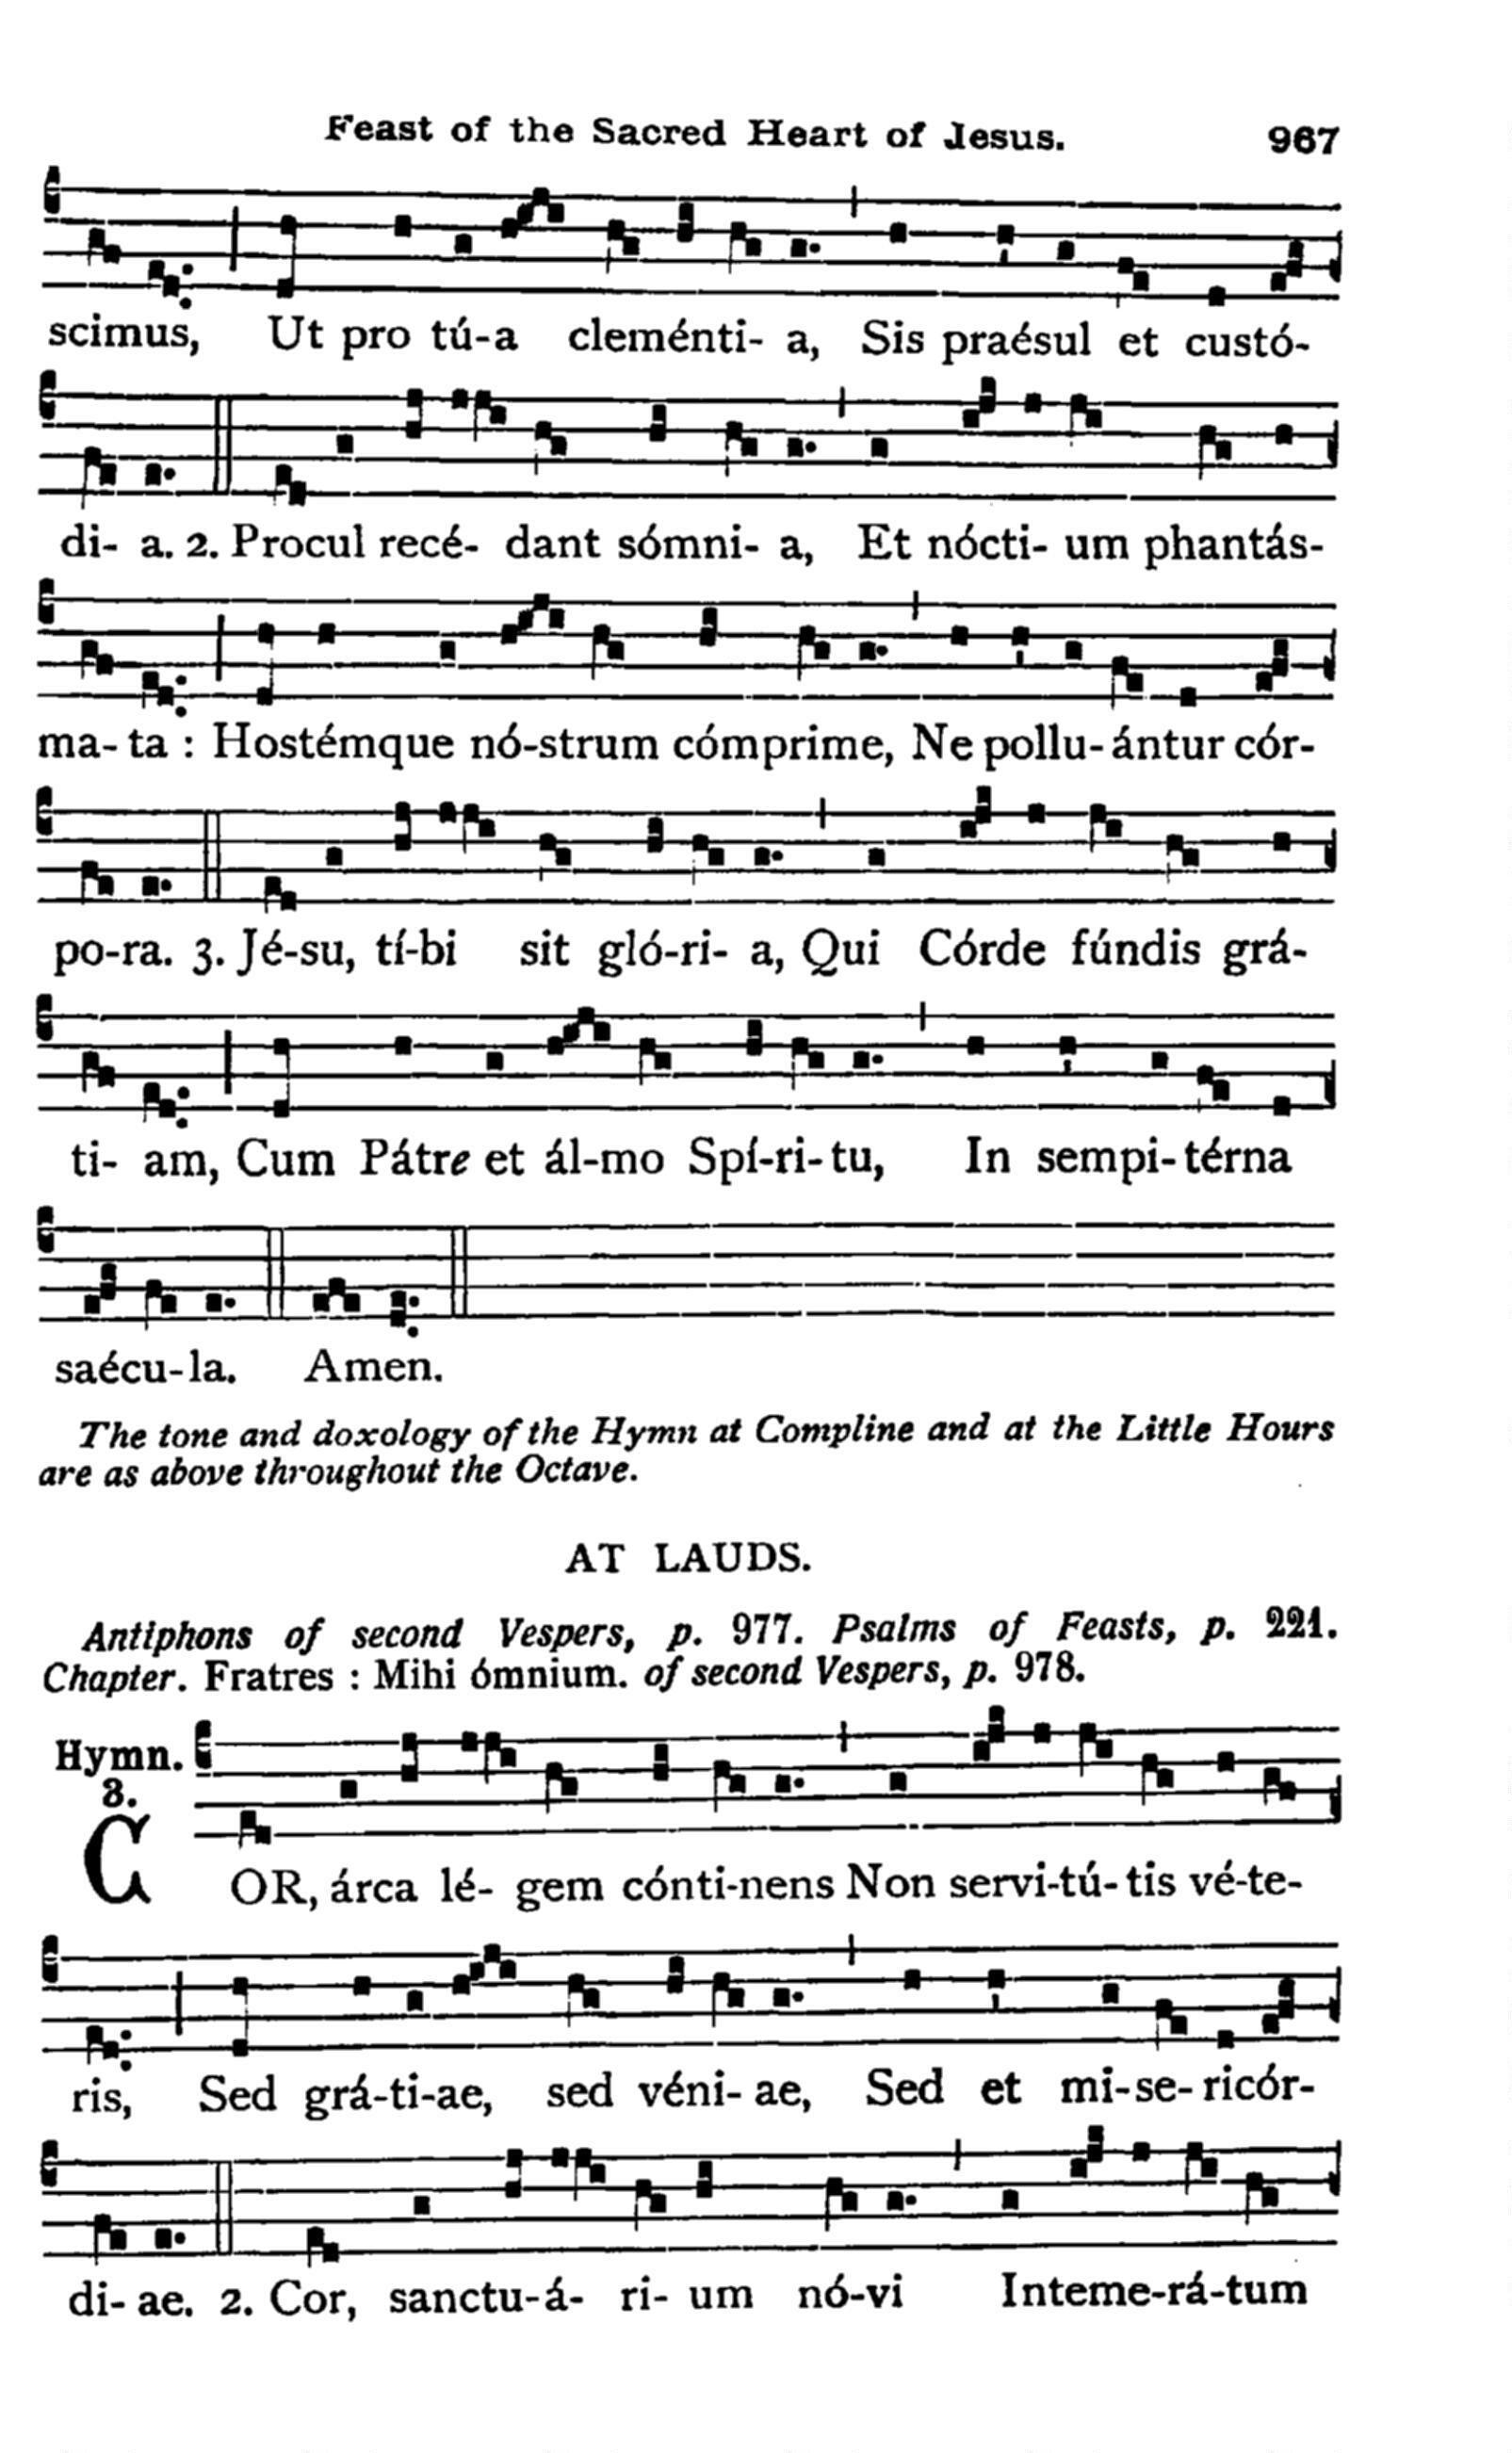 Feast of the Sacred Heart of Jesus. 967
scimus, Ut pro tú-a cleménti- a, Sis praésul et custó-
di- a. 2. Procul recé- dant sómni- a, Et nócti- um phantás-
ma- ta : Hostémque nó-strum cómprime, Ne pollu- ántur cór-
po-ra. 3. Jé-su, tí-bi sit gló-ri- a, Qui Córde fúndis grá-
ti- am, Cum Pátre et ál-mo Spí-ri- tu, In sempi- térna
saécu-la. Amen.
The tone and doxology of the Hymn at Compline and at the Little Hours
are as above throughout the Octave.
AT LAUDS.
Antiphons of second Vespers, p. 977. Psalms of Feasts, p. 221.
Chapter. Fratres : Mihi ómnium. of second Vespers, p. 978.
Hymn.
3.
COR, árca lé- gem cónti-nens Non servi-tú- tis vé-te-
ris, Sed grá-ti-ae, sed véni- ae, Sed et mi-se- ricór-
di- ae. 2. Cor, sanctu-á- ri- um nó-vi Inteme-rá-tum